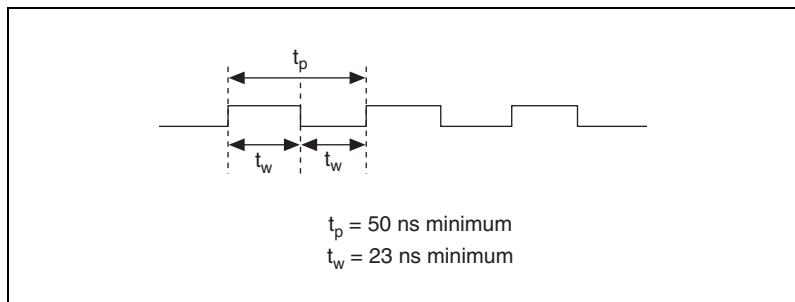 tp
tw tw
tp = 50 ns minimum
tw = 23 ns minimum